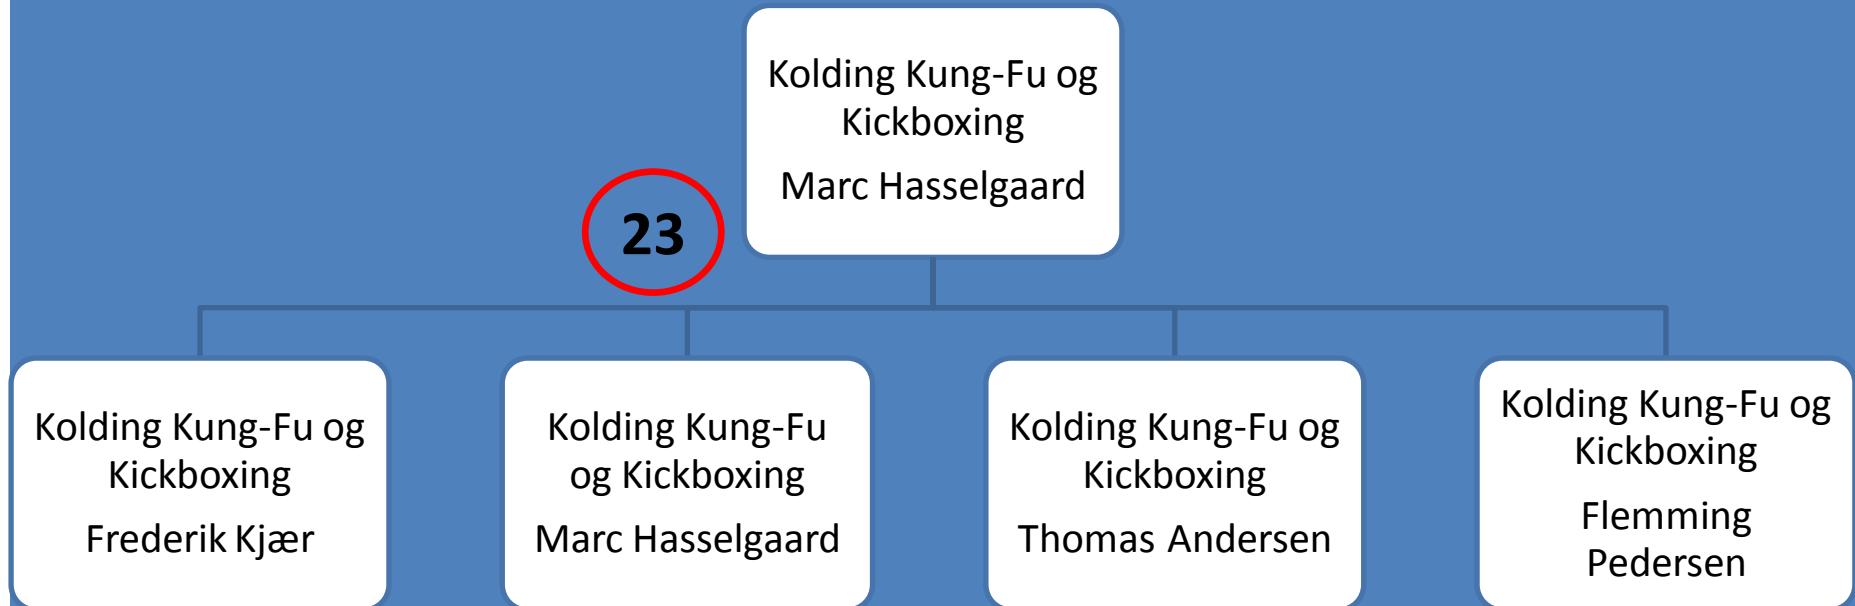 Kolding Kung-Fu og
Kickboxing
Marc Hasselgaard
23
Kolding Kung-Fu og
Kickboxing
Frederik Kjær
Kolding Kung-Fu
og Kickboxing
Marc Hasselgaard
Kolding Kung-Fu og
Kickboxing
Thomas Andersen
Kolding Kung-Fu og
Kickboxing
Flemming
Pedersen